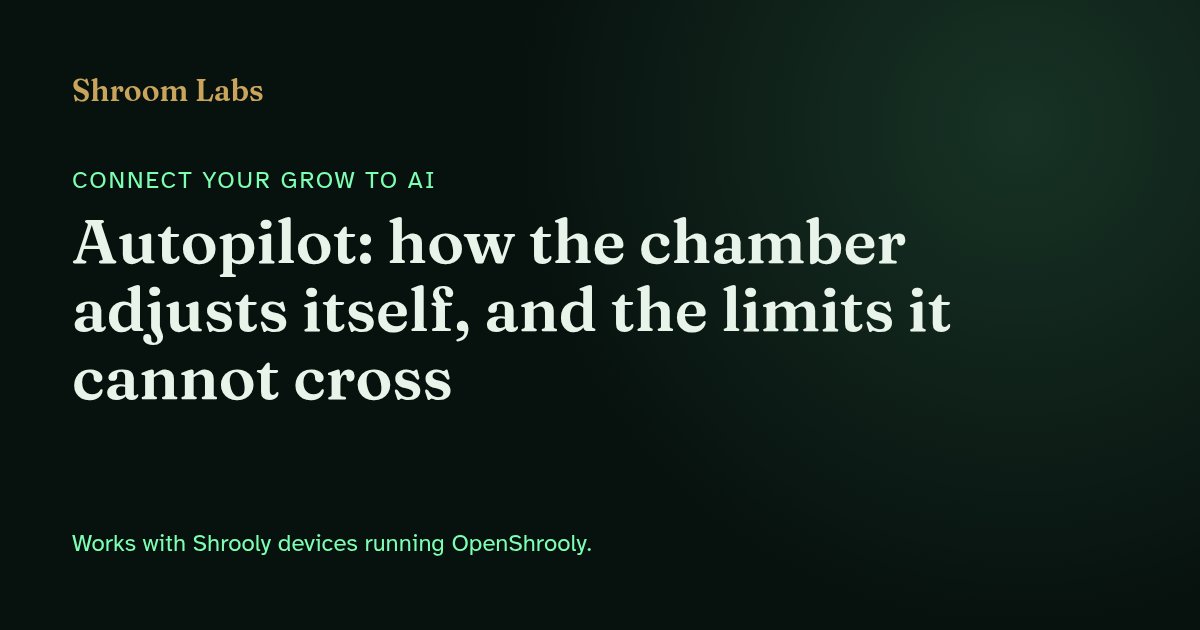 Shroom Labs
CONNECT YOUR GROW TO AI
Autopilot: how the chamber
adjusts itself, and the limits it
cannot cross
Works with Shrooly devices running OpenShrooly.